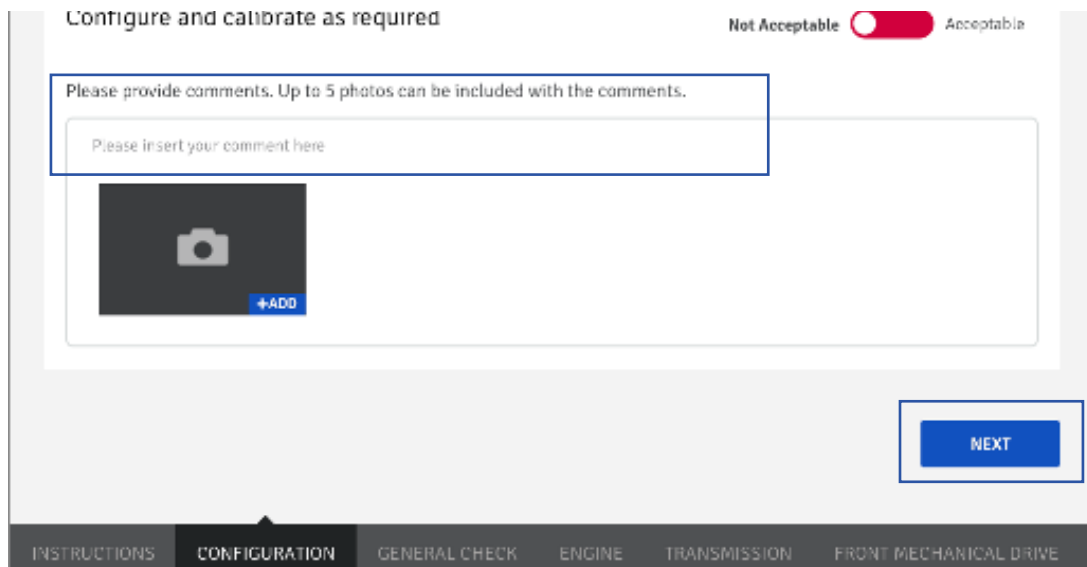 Configure and calibrate as required
Not Acceptable Acceptable
Please provide comments. Up to 5 photos can be included with the comments.
Please insert your comment here
+ADD
NEXT
INSTRUCTIONS CONFIGURATION GENERAL CHECK ENGINE TRANSMISSION FRONT MECHANICAL DRIVE